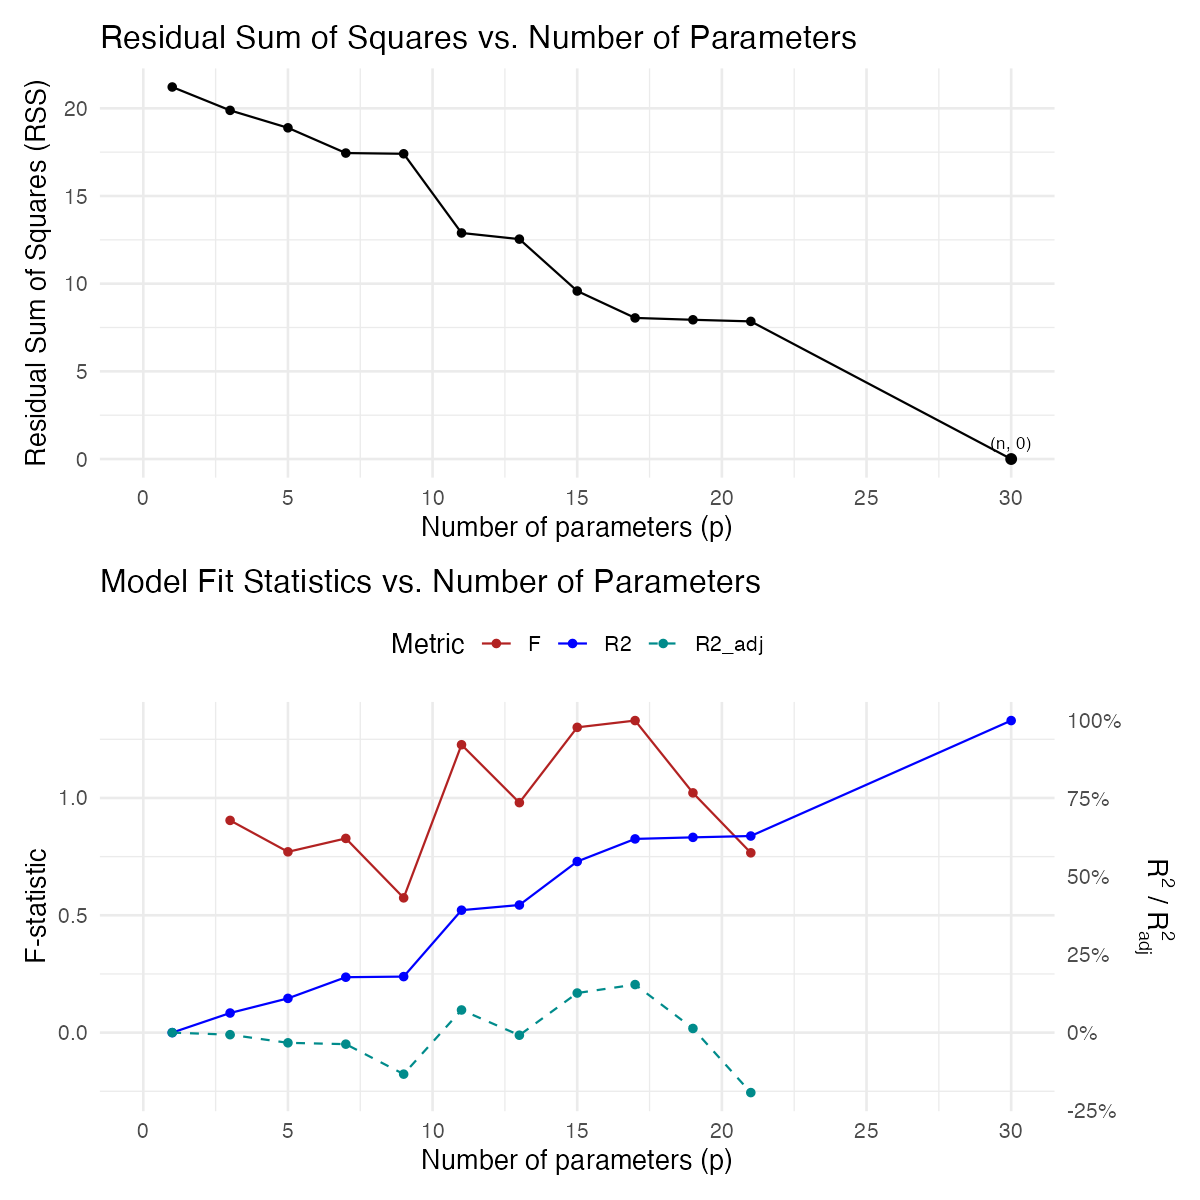 Residual Sum of Squares vs. Number of Parameters
Residual Sum of Squares (RSS)
20
15
10
5
0
(n, 0)
0 5 10 15 20 25 30
Number of parameters (p)
Model Fit Statistics vs. Number of Parameters
Metric F R2 R2_adj
F-statistic
1.0
0.5
0.0
100%
75%
50%
25%
0%
-25%
R² / R²adj
0 5 10 15 20 25 30
Number of parameters (p)